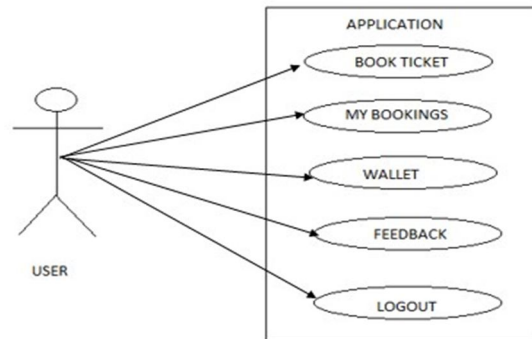 APPLICATION
BOOK TICKET
MY BOOKINGS
WALLET
FEEDBACK
LOGOUT
USER